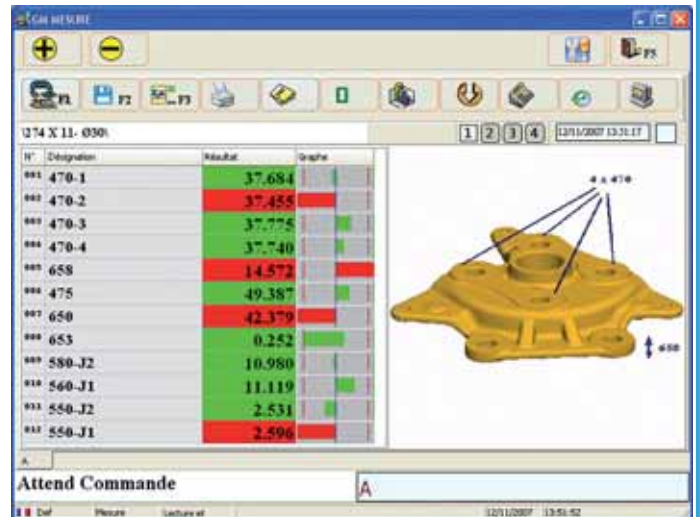 GM MESURE
F1 F2 F3 F5
\274 X 11- Ø30\ 1 2 3 4 12/11/2007 13:51:17
N° Désignation Résultat Graphe
001 470-1 37.684
002 470-2 37.455
003 470-3 37.775
004 470-4 37.740
005 658 14.572
006 475 49.387
007 650 42.379
008 653 0.252
009 580-J2 10.980
010 560-J1 11.119
011 550-J2 2.531
012 550-J1 2.596
4 x 470
650
A
Attend Commande A
Def Mesure Lecture et 12/11/2007 13:51:52